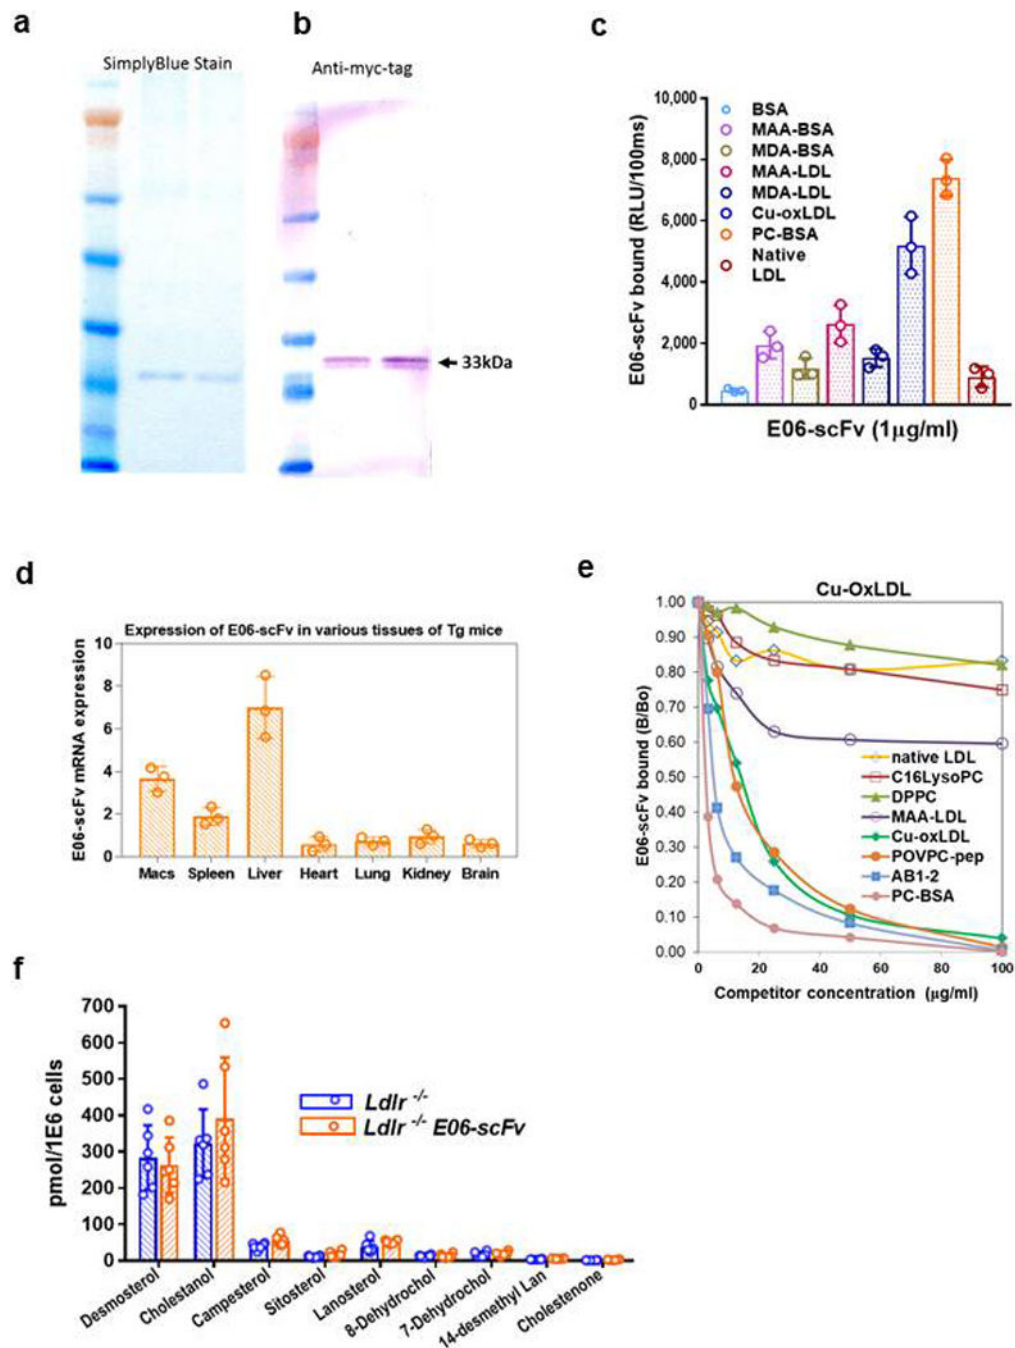 a
SimplyBlue Stain
b
Anti-myc-tag
33kDa
c
E06-scFv bound (RLU/100ms)
10,000
8,000
6,000
4,000
2,000
0
BSA
MAA-BSA
MDA-BSA
MAA-LDL
MDA-LDL
Cu-oxLDL
PC-BSA
Native
LDL
E06-scFv (1µg/ml)
d
Expression of E06-scFv in various tissues of Tg mice
E06-scFv mRNA expression
10
8
6
4
2
0
Macs Spleen Liver Heart Lung Kidney Brain
e
Cu-OxLDL
E06-scFv bound (B/Bo)
1.00
0.90
0.80
0.70
0.60
0.50
0.40
0.30
0.20
0.10
0.00
native LDL
C16LysoPC
DPPC
MAA-LDL
Cu-oxLDL
POVPC-pep
AB1-2
PC-BSA
0 20 40 60 80 100
Competitor concentration (µg/ml)
f
pmol/1E6 cells
700
600
500
400
300
200
100
0
Ldlr -/-
Ldlr -/- E06-scFv
Desmosterol
Cholestanol
Campesterol
Sitosterol
Lanosterol
8-Dehydrochol
7-Dehydrochol
14-desmethyl Lan
Cholestenone